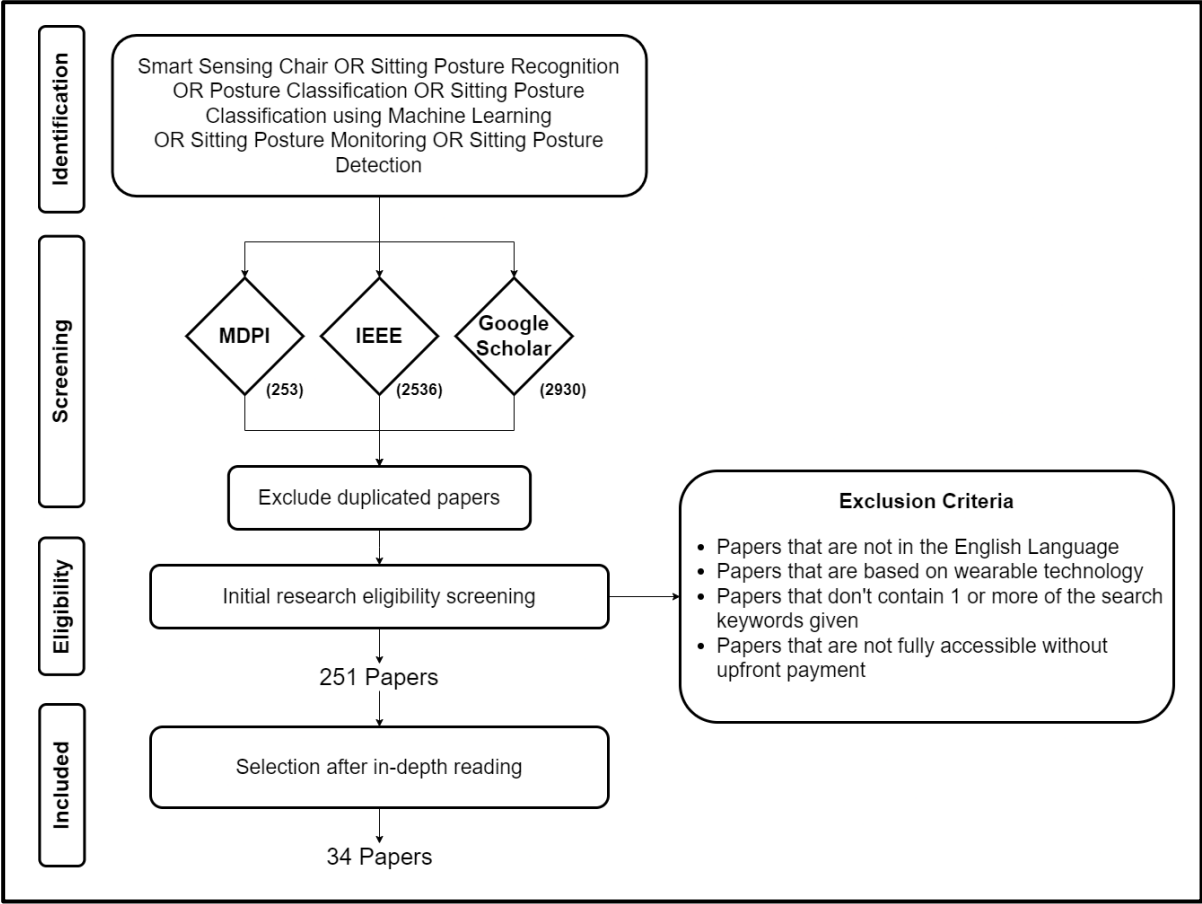 Identification
Smart Sensing Chair OR Sitting Posture Recognition
OR Posture Classification OR Sitting Posture
Classification using Machine Learning
OR Sitting Posture Monitoring OR Sitting Posture
Detection
Screening
MDPI
(253)
IEEE
(2536)
Google
Scholar
(2930)
Exclude duplicated papers
Eligibility
Initial research eligibility screening
251 Papers
Exclusion Criteria
• Papers that are not in the English Language
• Papers that are based on wearable technology
• Papers that don't contain 1 or more of the search
keywords given
• Papers that are not fully accessible without
upfront payment
Included
Selection after in-depth reading
34 Papers